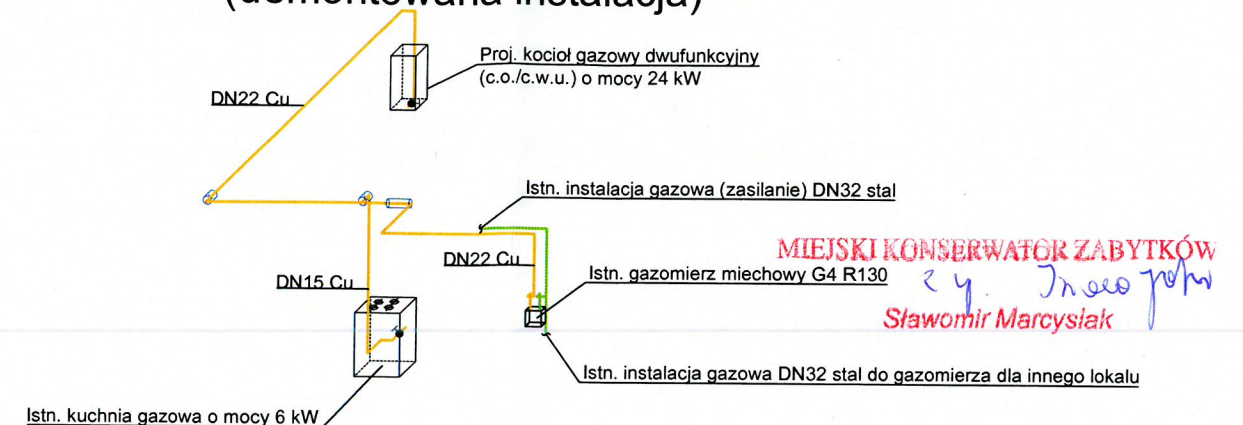 (demontowana instalacja)
Proj. kocioł gazowy dwufunkcyjny
(c.o./c.w.u.) o mocy 24 kW
DN22 Cu
Istn. instalacja gazowa (zasilanie) DN32 stal
MIEJSKI KONSERWATOR ZABYTKÓW
DN22 Cu
Istn. gazomierz miechowy G4 R130
DN15 Cu
Sławomir Marcysiak
Istn. instalacja gazowa DN32 stal do gazomierza dla innego lokalu
Istn. kuchnia gazowa o mocy 6 kW